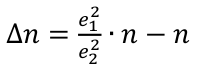 Δn = e₁²/e₂² · n − n